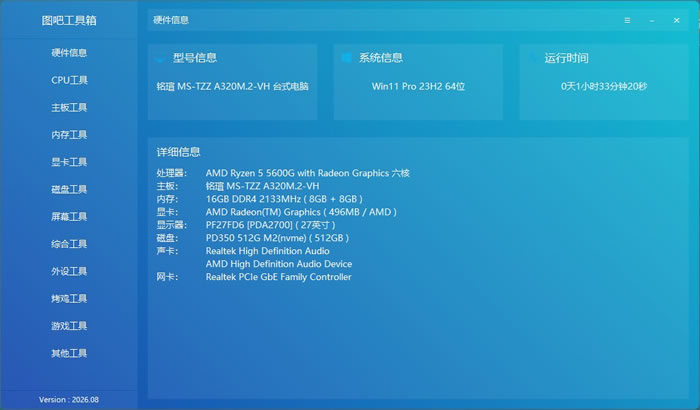 图吧工具箱
硬件信息
CPU工具
主板工具
内存工具
显卡工具
磁盘工具
屏幕工具
综合工具
外设工具
烤鸡工具
游戏工具
其他工具
Version : 2026.08
硬件信息
型号信息
铭瑄 MS-TZZ A320M.2-VH 台式电脑
系统信息
Win11 Pro 23H2 64位
运行时间
0天1小时33分钟20秒
详细信息
处理器: AMD Ryzen 5 5600G with Radeon Graphics 六核
主板: 铭瑄 MS-TZZ A320M.2-VH
内存: 16GB DDR4 2133MHz ( 8GB + 8GB )
显卡: AMD Radeon(TM) Graphics ( 496MB / AMD )
显示器: PF27FD6 [PDA2700] ( 27英寸 )
磁盘: PD350 512G M2(nvme) ( 512GB )
声卡: Realtek High Definition Audio
AMD High Definition Audio Device
网卡: Realtek PCIe GbE Family Controller